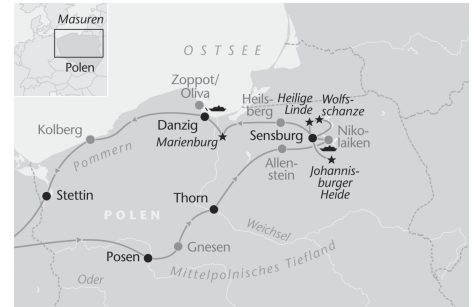 Masuren
Polen
OSTSEE
Zoppot/
Oliva
Heils-
berg
Heilige
Linde
Wolfs-
schanze
Kolberg
Danzig
Marienburg
Sensburg
Niko-
laiken
Pommern
Allen-
stein
Johannis-
burger
Heide
Stettin
Thorn
POLEN
Weichsel
Gnesen
Posen
Mittelpolnisches Tiefland
Oder